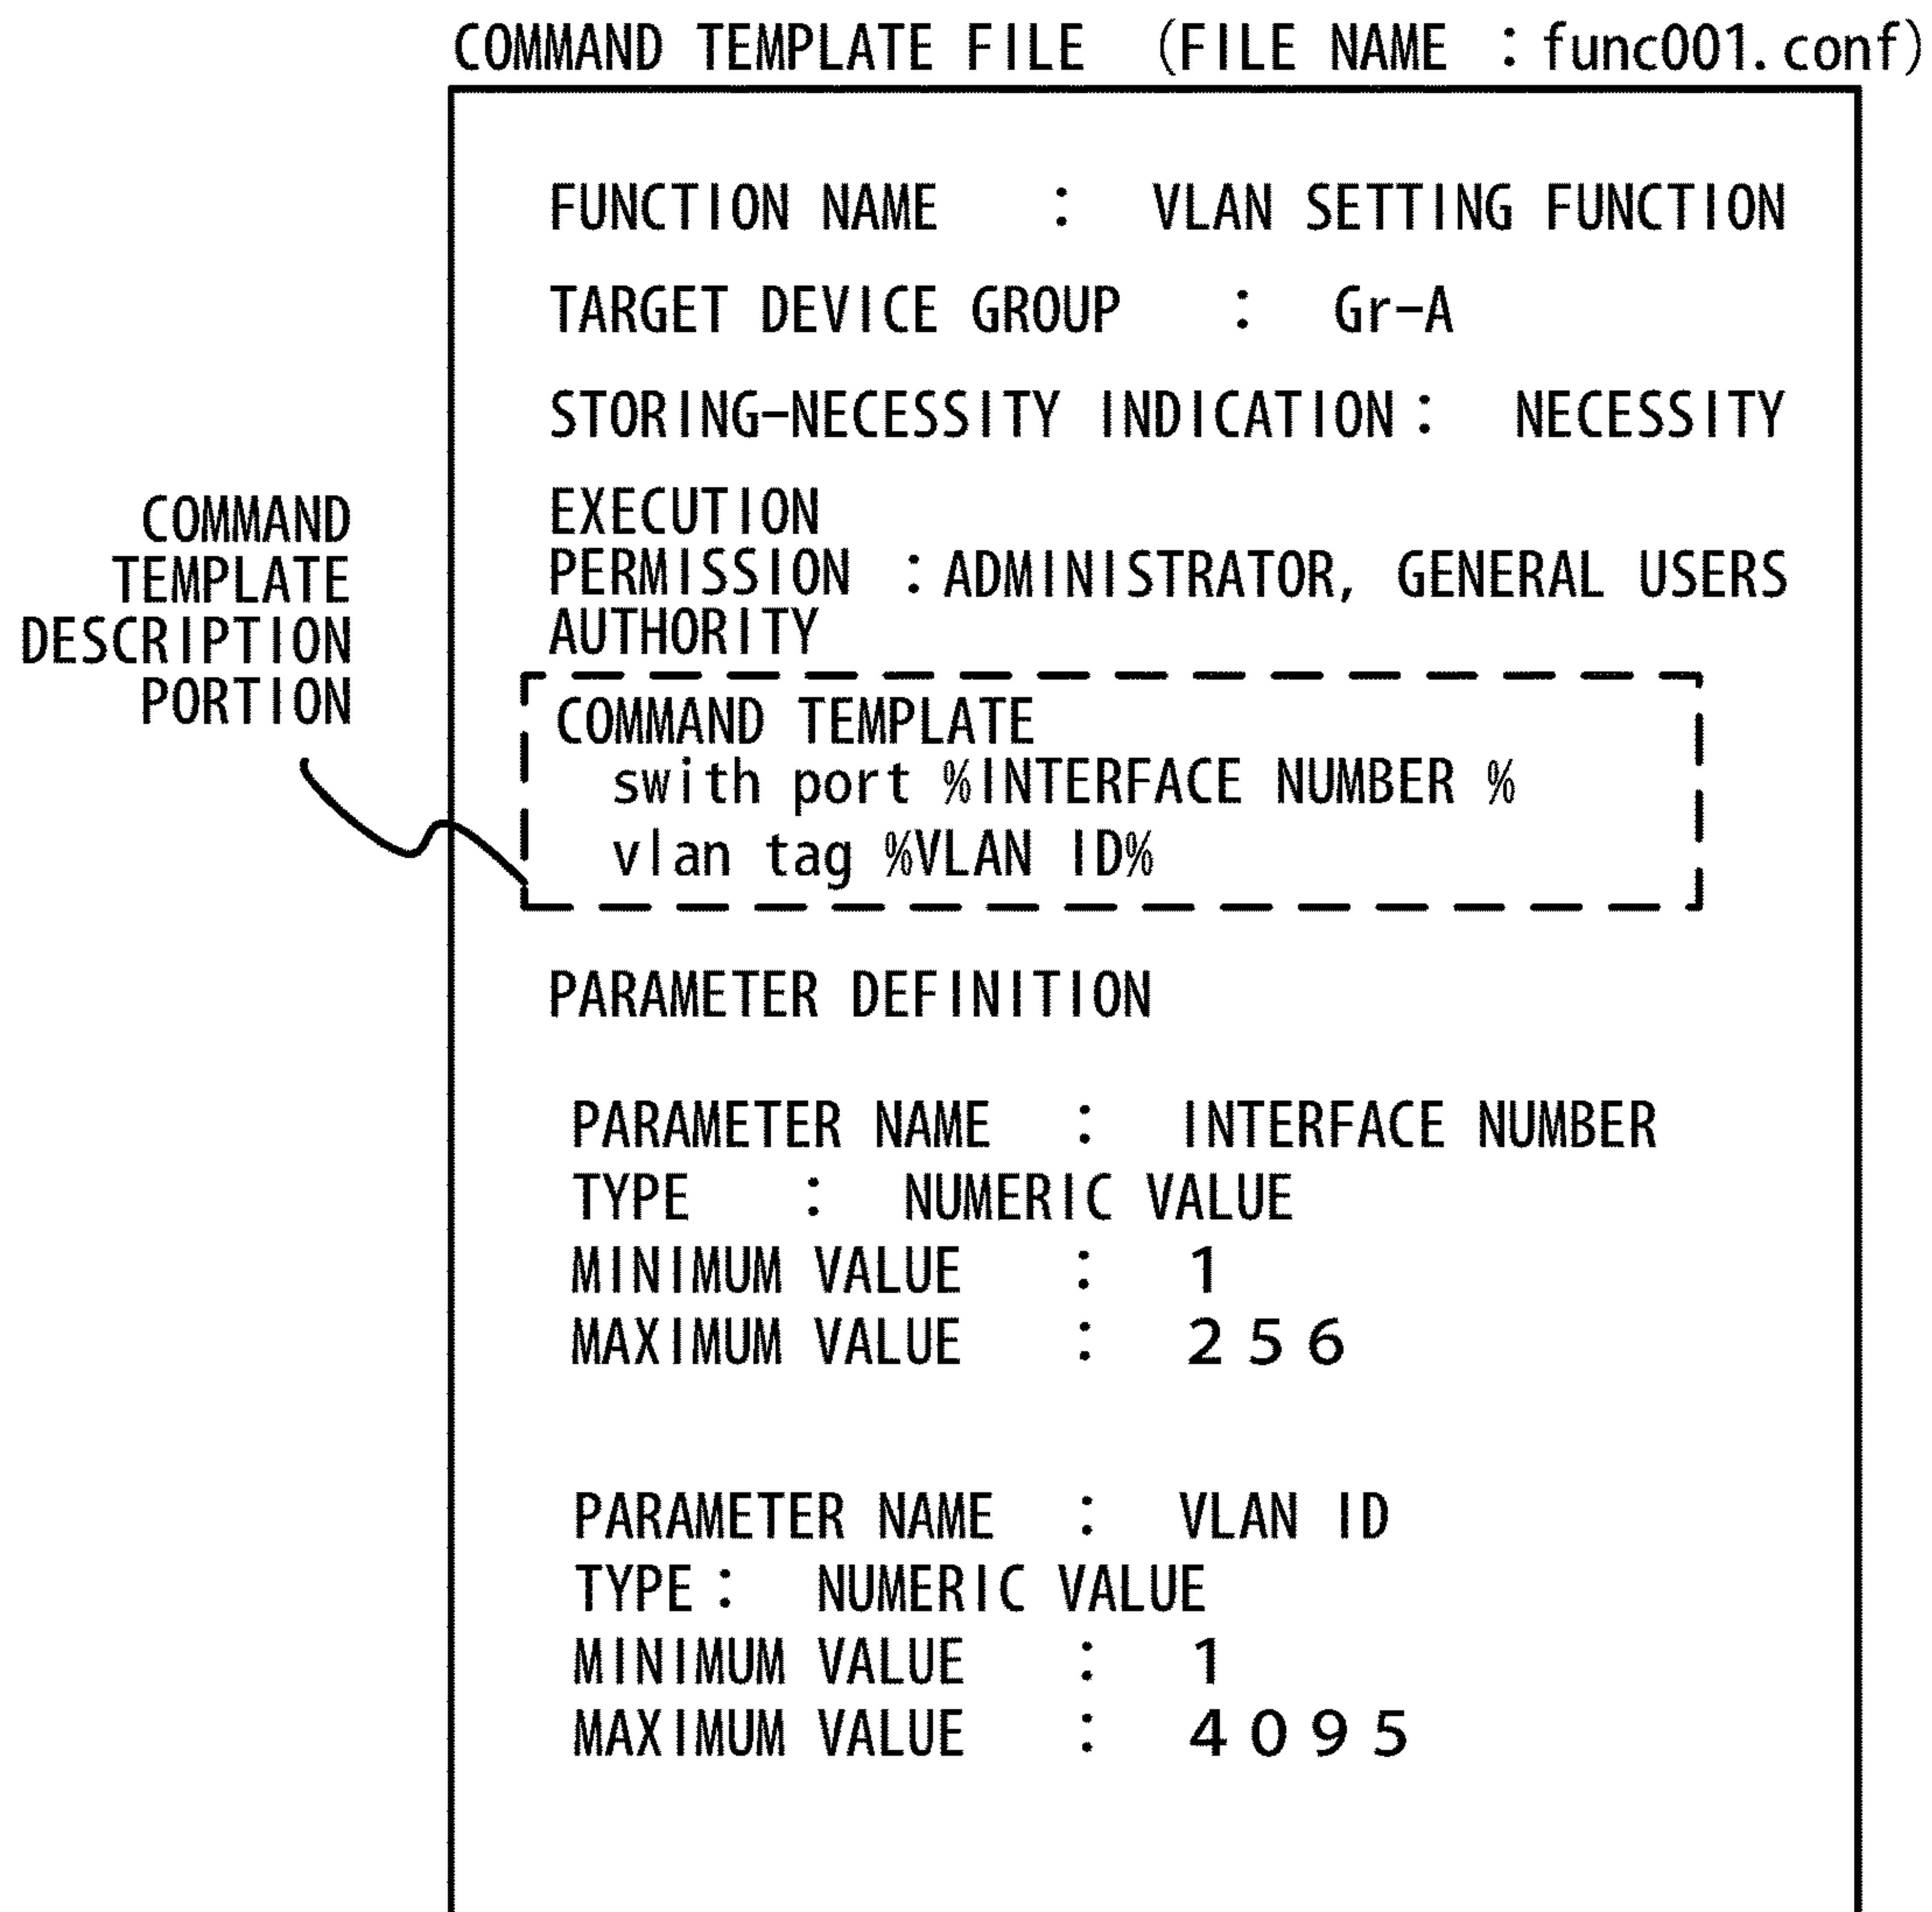 COMMAND TEMPLATE FILE (FILE NAME : func001.conf)
FUNCTION NAME : VLAN SETTING FUNCTION
TARGET DEVICE GROUP : Gr-A
STORING-NECESSITY INDICATION : NECESSITY
EXECUTION
PERMISSION : ADMINISTRATOR, GENERAL USERS
AUTHORITY
COMMAND
TEMPLATE
DESCRIPTION
PORTION
COMMAND TEMPLATE
swith port %INTERFACE NUMBER %
vlan tag %VLAN ID%
PARAMETER DEFINITION
PARAMETER NAME : INTERFACE NUMBER
TYPE : NUMERIC VALUE
MINIMUM VALUE : 1
MAXIMUM VALUE : 256
PARAMETER NAME : VLAN ID
TYPE : NUMERIC VALUE
MINIMUM VALUE : 1
MAXIMUM VALUE : 4095